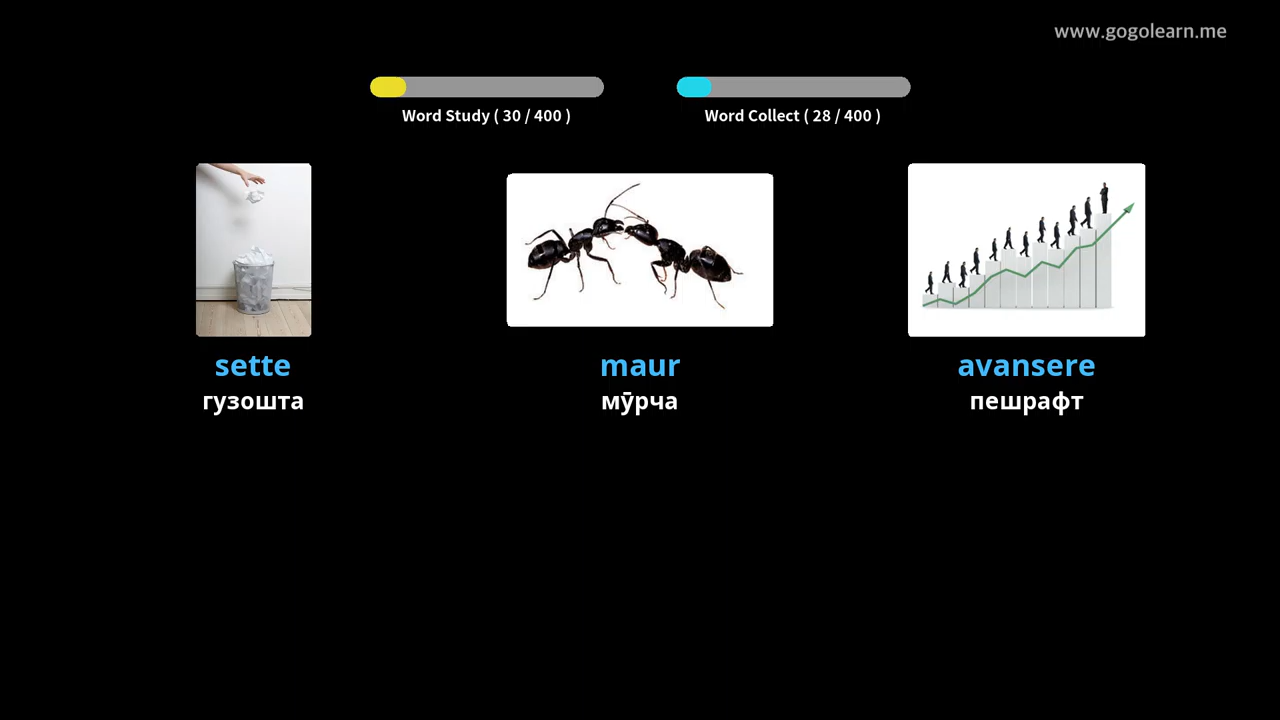 www.gogolearn.me
Word Study ( 30 / 400 )
Word Collect ( 28 / 400 )
sette
гузошта
maur
мӯрча
avansere
пешрафт